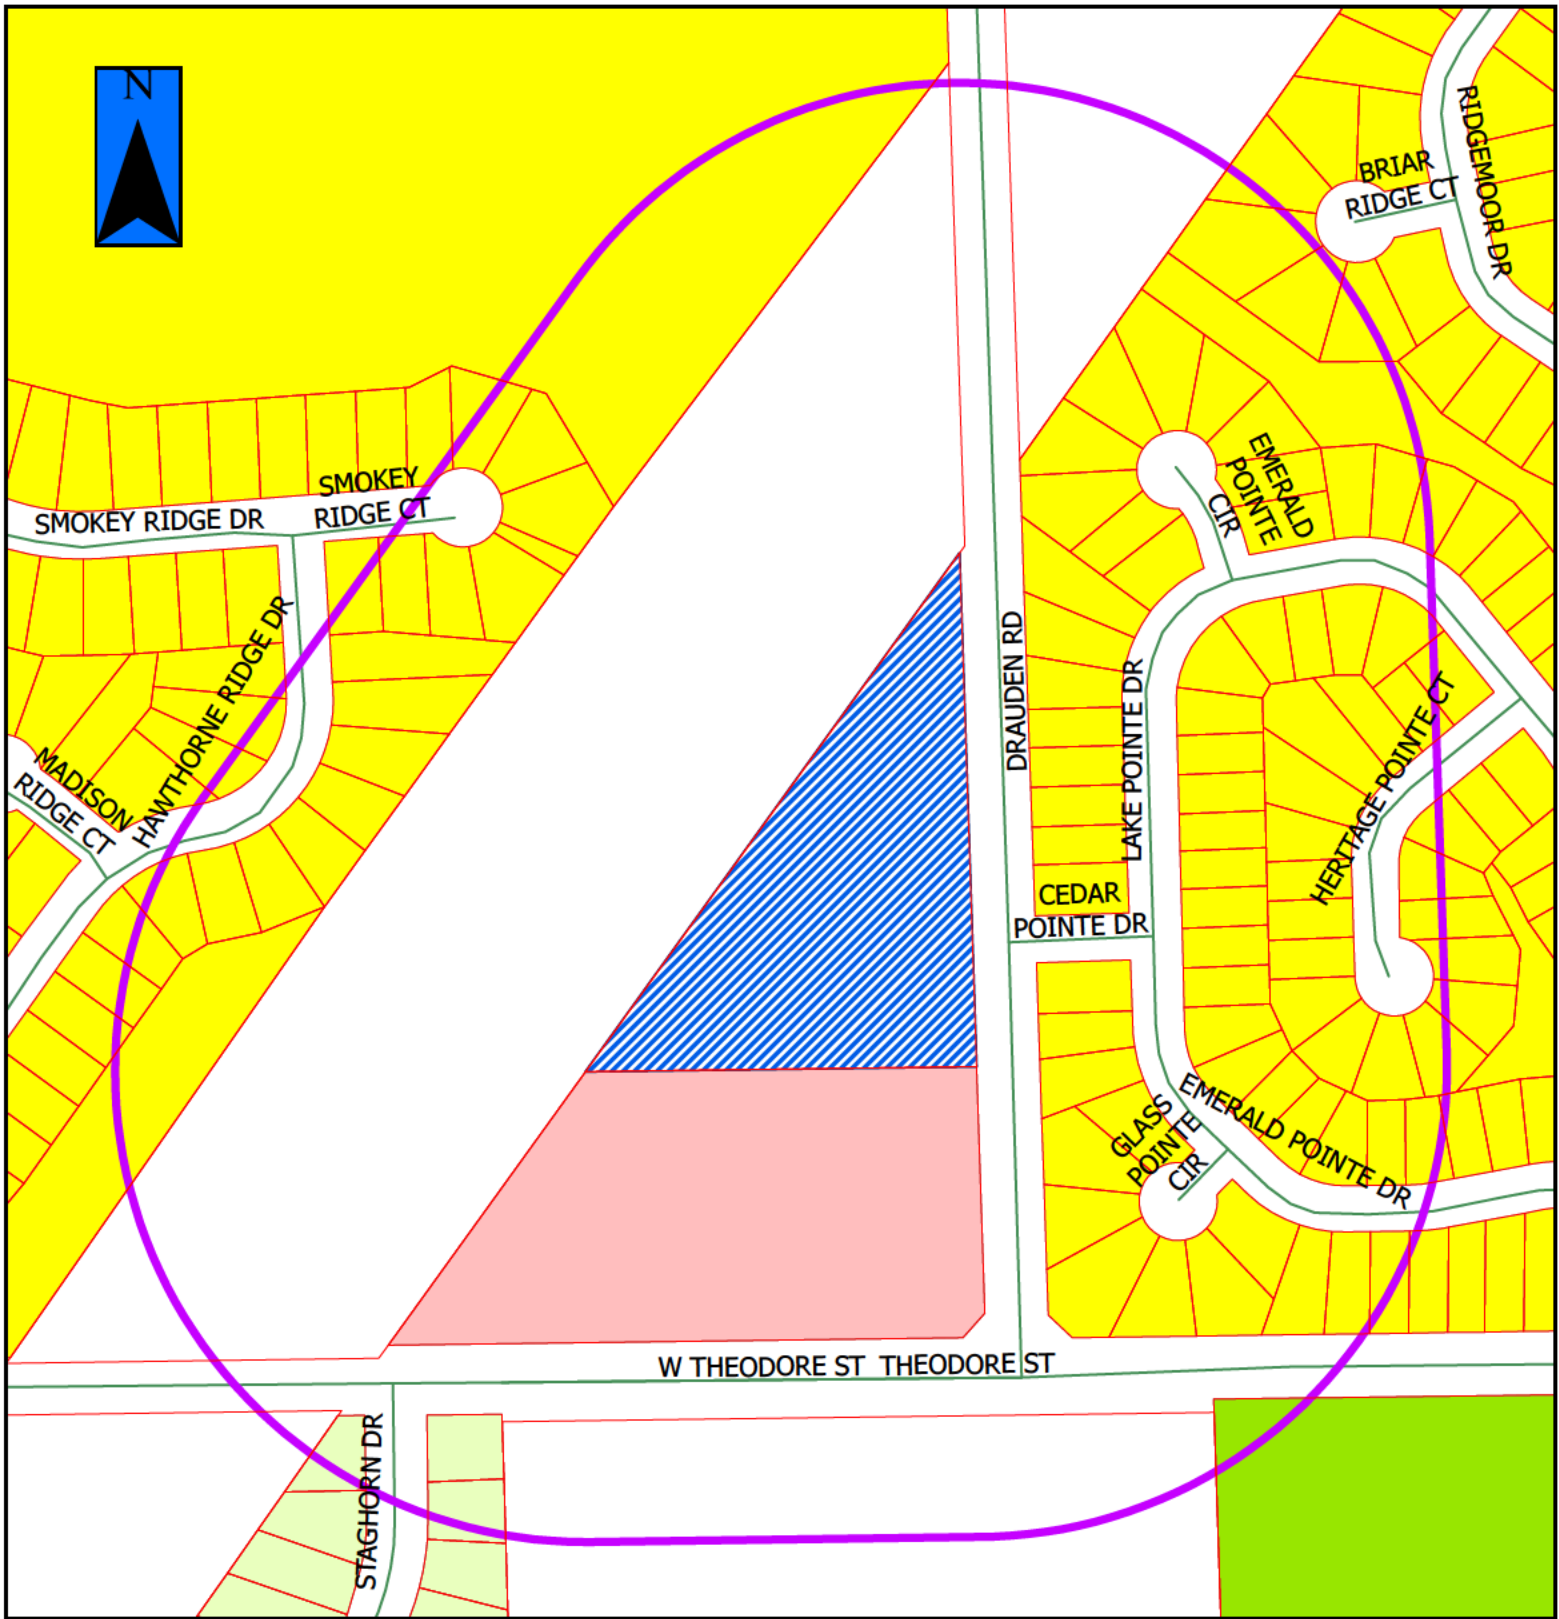 N
BRIAR
RIDGE CT
RIDGEMOOR DR
SMOKEY
RIDGE CT
SMOKEY RIDGE DR
EMERALD
POINTE
CIR
HAWTHORNE RIDGE DR
MADISON
RIDGE CT
DRAUDEN RD
LAKE POINTE DR
HERITAGE POINTE CT
CEDAR
POINTE DR
GLASS
POINTE
CIR
EMERALD POINTE DR
W THEODORE ST THEODORE ST
STAGHORN DR